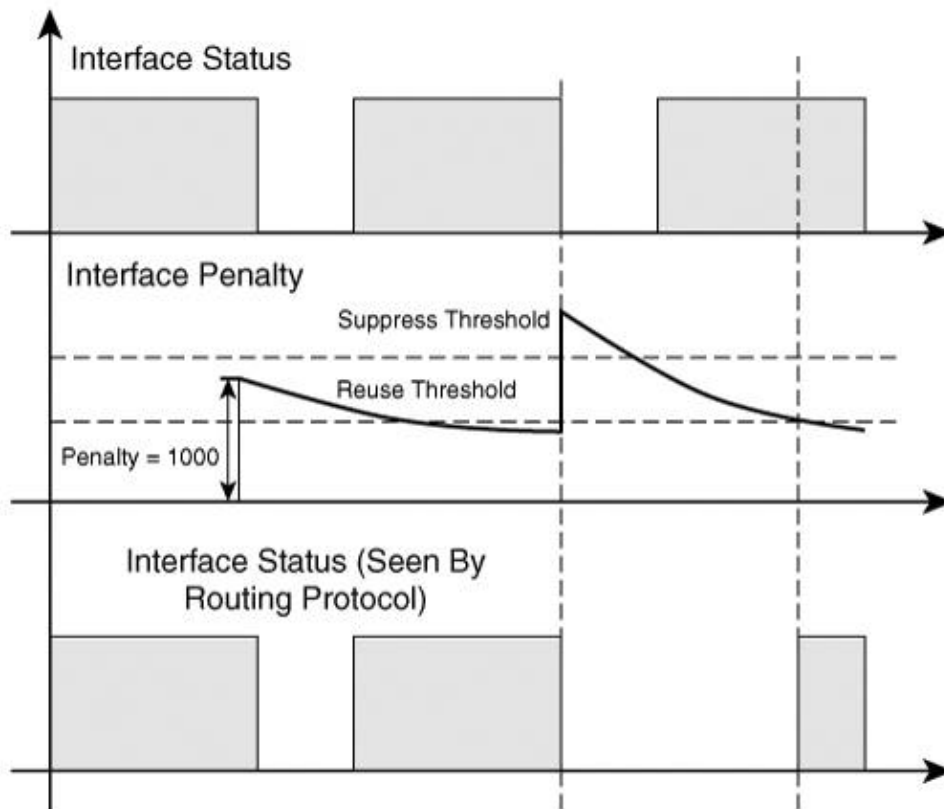 Interface Status
Interface Penalty
Suppress Threshold
Reuse Threshold
Penalty = 1000
Interface Status (Seen By
Routing Protocol)